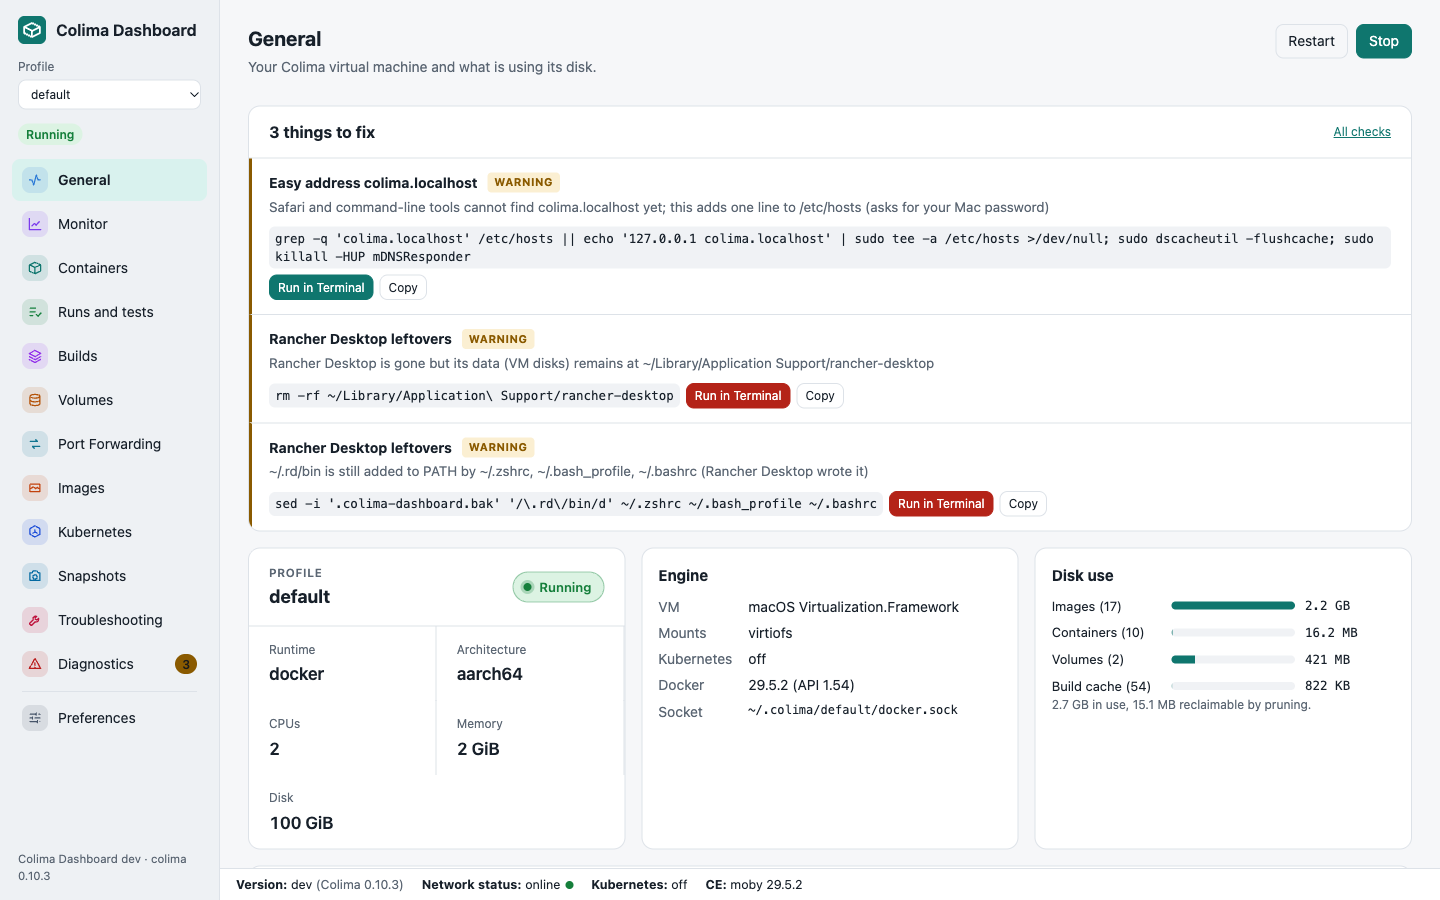 Colima Dashboard
Profile
default
Running
General
Monitor
Containers
Runs and tests
Builds
Volumes
Port Forwarding
Images
Kubernetes
Snapshots
Troubleshooting
Diagnostics 3
Preferences
Colima Dashboard dev · colima
0.10.3
General
Your Colima virtual machine and what is using its disk.
Restart
Stop
3 things to fix
All checks
Easy address colima.localhost WARNING
Safari and command-line tools cannot find colima.localhost yet; this adds one line to /etc/hosts (asks for your Mac password)
grep -q 'colima.localhost' /etc/hosts || echo '127.0.0.1 colima.localhost' | sudo tee -a /etc/hosts >/dev/null; sudo dscacheutil -flushcache; sudo
killall -HUP mDNSResponder
Run in Terminal Copy
Rancher Desktop leftovers WARNING
Rancher Desktop is gone but its data (VM disks) remains at ~/Library/Application Support/rancher-desktop
rm -rf ~/Library/Application\ Support/rancher-desktop Run in Terminal Copy
Rancher Desktop leftovers WARNING
~/.rd/bin is still added to PATH by ~/.zshrc, ~/.bash_profile, ~/.bashrc (Rancher Desktop wrote it)
sed -i '.colima-dashboard.bak' '/\.rd\/bin/d' ~/.zshrc ~/.bash_profile ~/.bashrc Run in Terminal Copy
PROFILE
default
Running
Runtime
docker
Architecture
aarch64
CPUs
2
Memory
2 GiB
Disk
100 GiB
Engine
VM macOS Virtualization.Framework
Mounts virtiofs
Kubernetes off
Docker 29.5.2 (API 1.54)
Socket ~/.colima/default/docker.sock
Disk use
Images (17) 2.2 GB
Containers (10) 16.2 MB
Volumes (2) 421 MB
Build cache (54) 822 KB
2.7 GB in use, 15.1 MB reclaimable by pruning.
Version: dev (Colima 0.10.3) Network status: online Kubernetes: off CE: moby 29.5.2